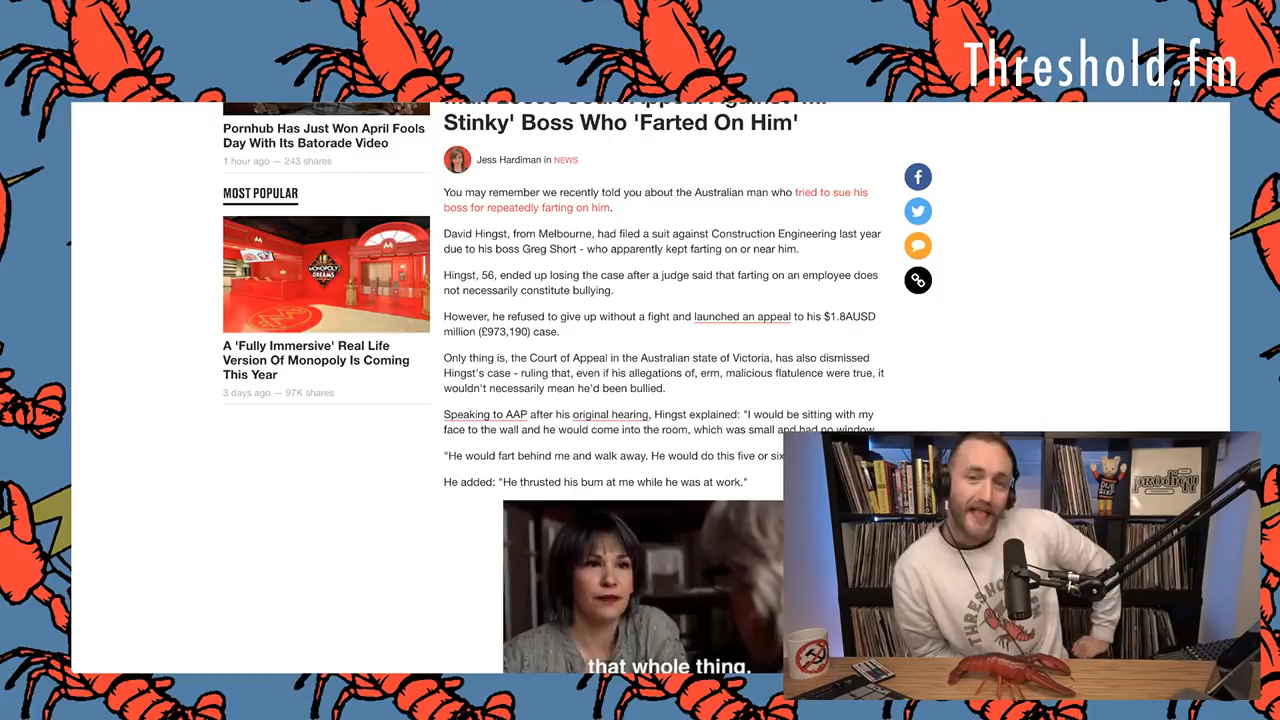 Threshold.fm
Stinky' Boss Who 'Farted On Him'
Jess Hardiman in NEWS
You may remember we recently told you about the Australian man who tried to sue his
boss for repeatedly farting on him.
David Hingst, from Melbourne, had filed a suit against Construction Engineering last year
due to his boss Greg Short - who apparently kept farting on or near him.
Hingst, 56, ended up losing the case after a judge said that farting on an employee does
not necessarily constitute bullying.
However, he refused to give up without a fight and launched an appeal to his $1.8AUSD
million (£973,190) case.
Only thing is, the Court of Appeal in the Australian state of Victoria, has also dismissed
Hingst's case - ruling that, even if his allegations of, erm, malicious flatulence were true, it
wouldn't necessarily mean he'd been bullied.
Speaking to AAP after his original hearing, Hingst explained: "I would be sitting with my
face to the wall and he would come into the room, which was small and had no window.
"He would fart behind me and walk away. He would do this five or six
He added: "He thrusted his bum at me while he was at work."
that whole thing.
Pornhub Has Just Won April Fools
Day With Its Batorade Video
1 hour ago — 243 shares
MOST POPULAR
MONOPOLY
DREAMS
A 'Fully Immersive' Real Life
Version Of Monopoly Is Coming
This Year
3 days ago — 97K shares
prodigy
THRESHOLD